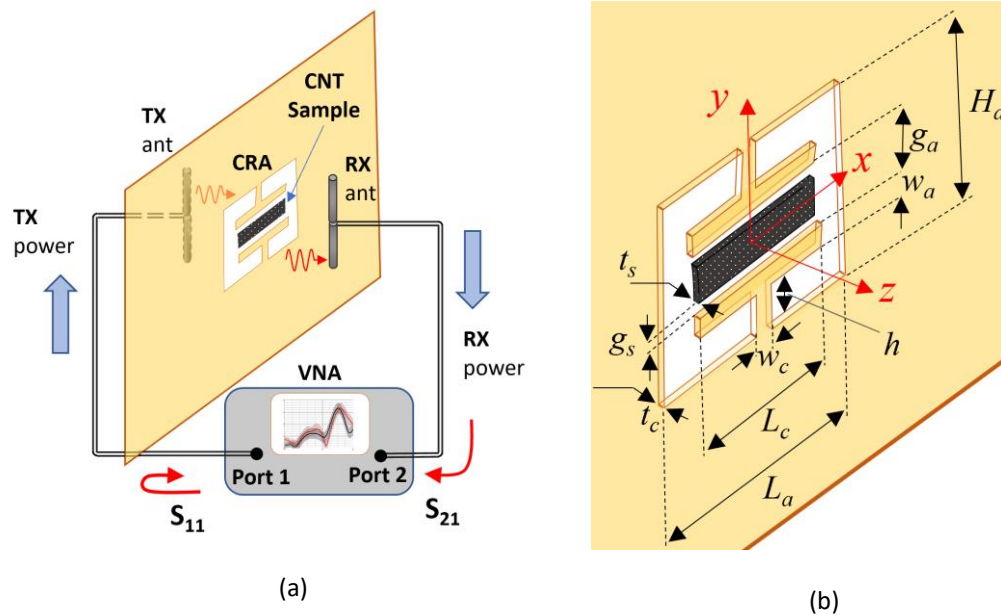 TX
ant
CNT
Sample
CRA
RX
ant
TX
power
RX
power
VNA
Port 1
Port 2
S11
S21
(a)
y
x
z
Ha
ga
wa
ts
gs
tc
wc
h
Lc
La
(b)